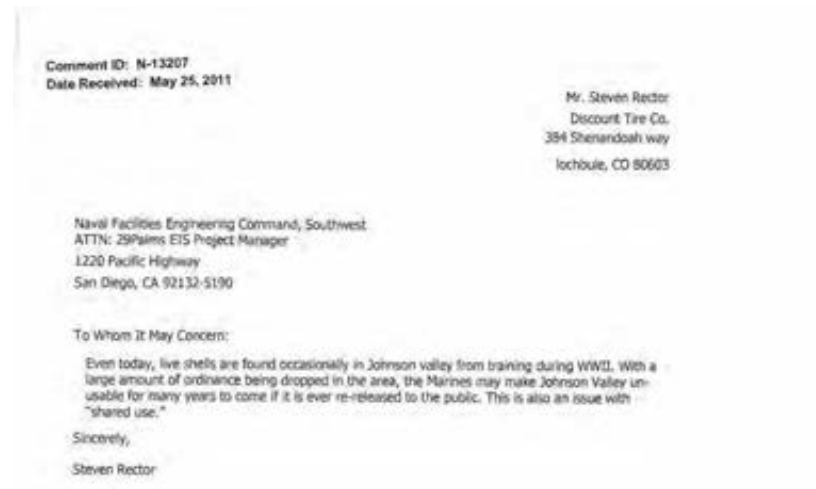 Comment ID: N-13207
Date Received: May 25, 2011
Mr. Steven Rector
Discount Tire Co.
384 Shenandoah way
lochbuie, CO 80603
Naval Facilities Engineering Command, Southwest
ATTN: 29Palms EIS Project Manager
1220 Pacific Highway
San Diego, CA 92132-5190
To Whom It May Concern:
Even today, live shells are found occasionally in Johnson valley from training during WWII. With a
large amount of ordinance being dropped in the area, the Marines may make Johnson Valley un-
usable for many years to come if it is ever re-released to the public. This is also an issue with
"shared use."
Sincerely,
Steven Rector